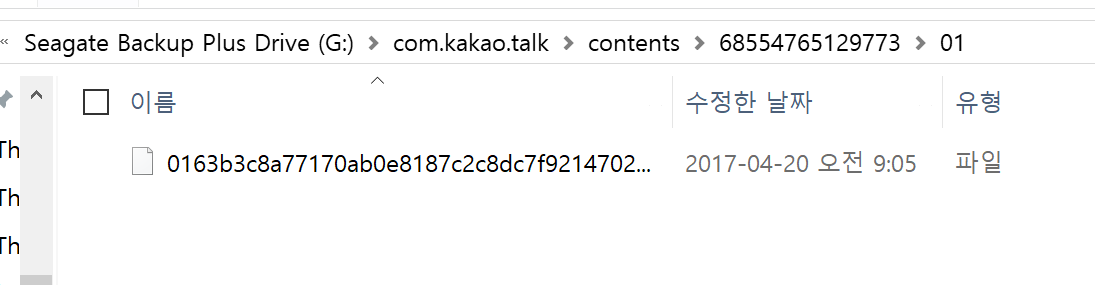 « Seagate Backup Plus Drive (G:) > com.kakao.talk > contents > 68554765129773 > 01
이름 수정한 날짜 유형
Th 0163b3c8a77170ab0e8187c2c8dc7f9214702... 2017-04-20 오전 9:05 파일
Th
Th